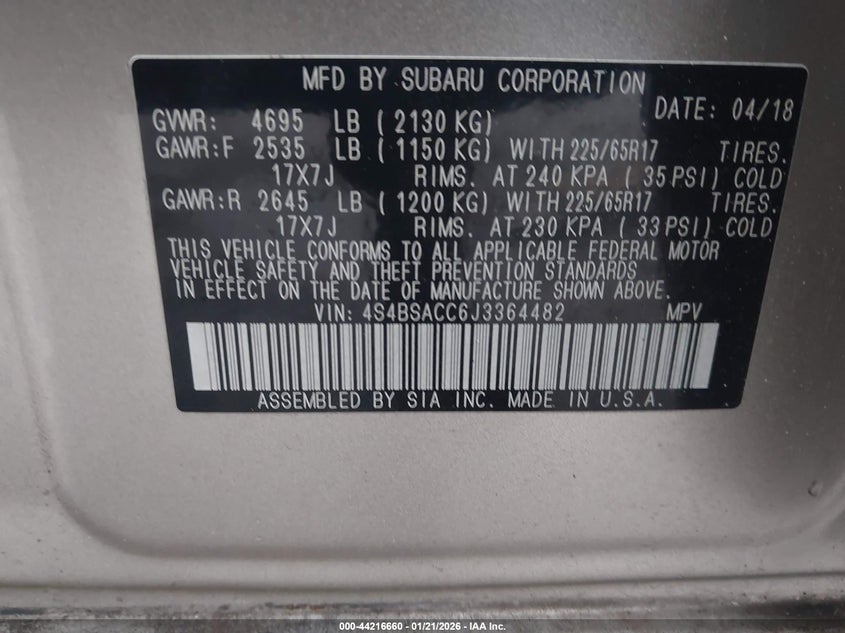 MFD BY SUBARU CORPORATION
DATE: 04/18
GVWR: 4695 LB ( 2130 KG)
GAWR:F 2535 LB ( 1150 KG) WITH 225/65R17 TIRES.
17X7J RIMS. AT 240 KPA ( 35 PSI) COLD
GAWR:R 2645 LB ( 1200 KG) WITH 225/65R17 TIRES.
17X7J RIMS. AT 230 KPA ( 33 PSI) COLD
THIS VEHICLE CONFORMS TO ALL APPLICABLE FEDERAL MOTOR
VEHICLE SAFETY AND THEFT PREVENTION STANDARDS
IN EFFECT ON THE DATE OF MANUFACTURE SHOWN ABOVE.
VIN: 4S4BSACC6J3364482 MPV
ASSEMBLED BY SIA INC. MADE IN U.S.A.
000-44216660 - 01/21/2026 - IAA Inc.